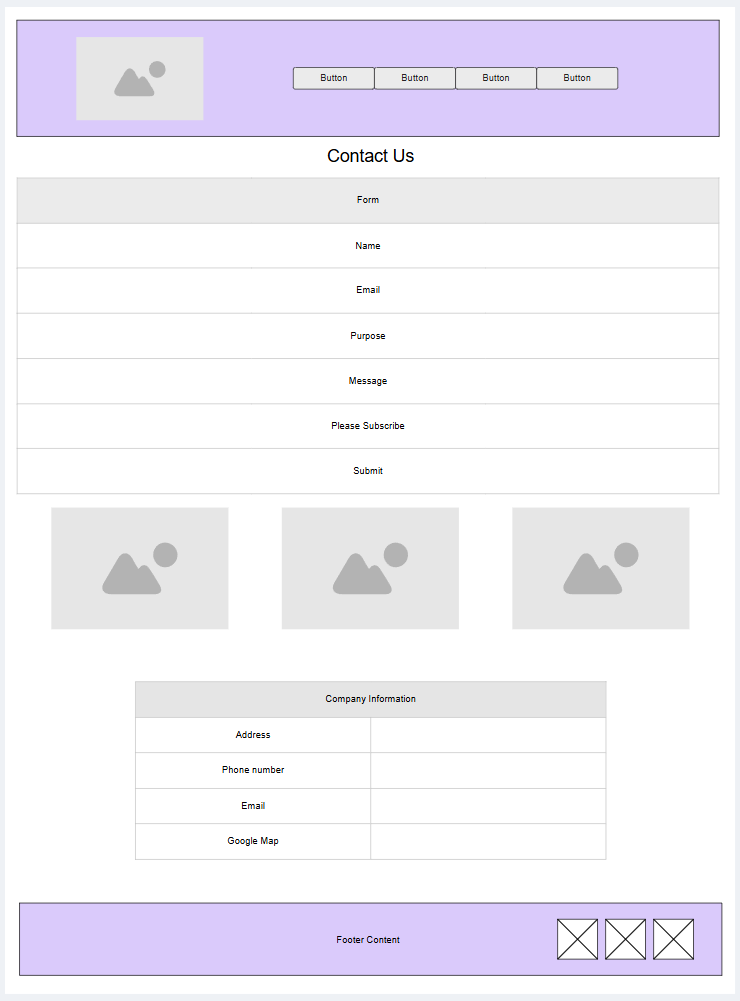 Button
Button
Button
Button
Contact Us
Form
Name
Email
Purpose
Message
Please Subscribe
Submit
Company Information
Address
Phone number
Email
Google Map
Footer Content